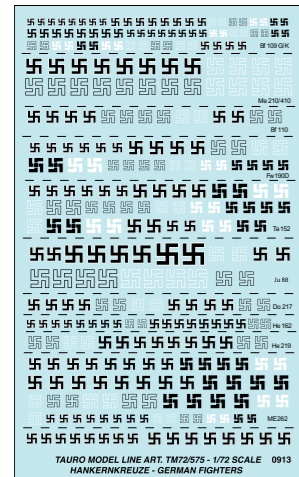 Bf 109 G/K
Me 210/410
Bf 110
Fw190D
Ta 152
Ju 88
Do 217
He 162
He 219
ME262
TAURO MODEL LINE ART. TM72/575 - 1/72 SCALE 0913
HANKERNKREUZE - GERMAN FIGHTERS